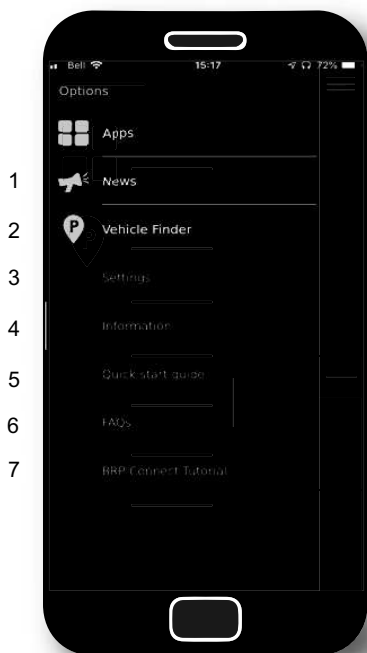 Bell 15:17 72%
Options
Apps
1 News
2 Vehicle Finder
P
3 Settings
4 Information
5 Quick start guide
6 FAQs
7 BRP Connect Tutorial